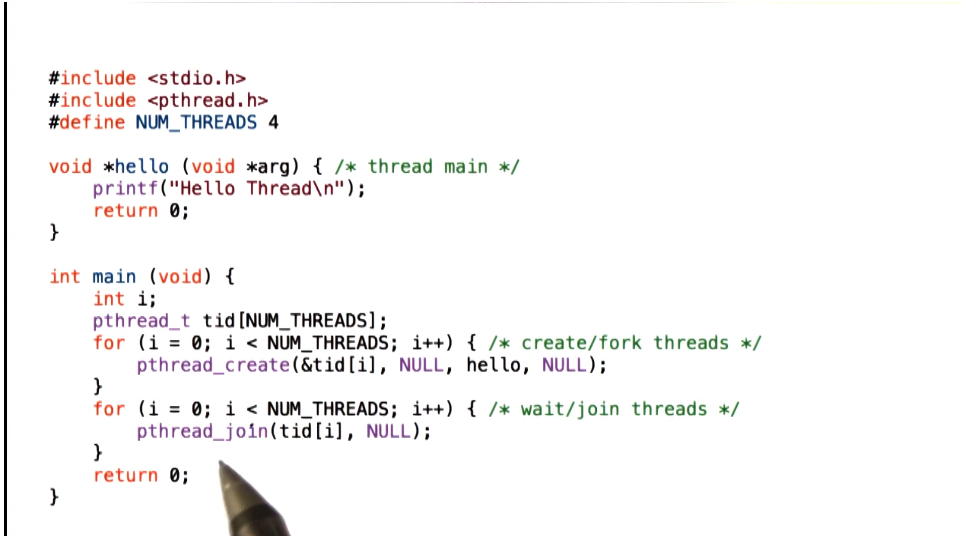 #include <stdio.h>
#include <pthread.h>
#define NUM_THREADS 4
void *hello (void *arg) { /* thread main */
printf("Hello Thread\n");
return 0;
}
int main (void) {
int i;
pthread_t tid[NUM_THREADS];
for (i = 0; i < NUM_THREADS; i++) { /* create/fork threads */
pthread_create(&tid[i], NULL, hello, NULL);
}
for (i = 0; i < NUM_THREADS; i++) { /* wait/join threads */
pthread_join(tid[i], NULL);
}
return 0;
}